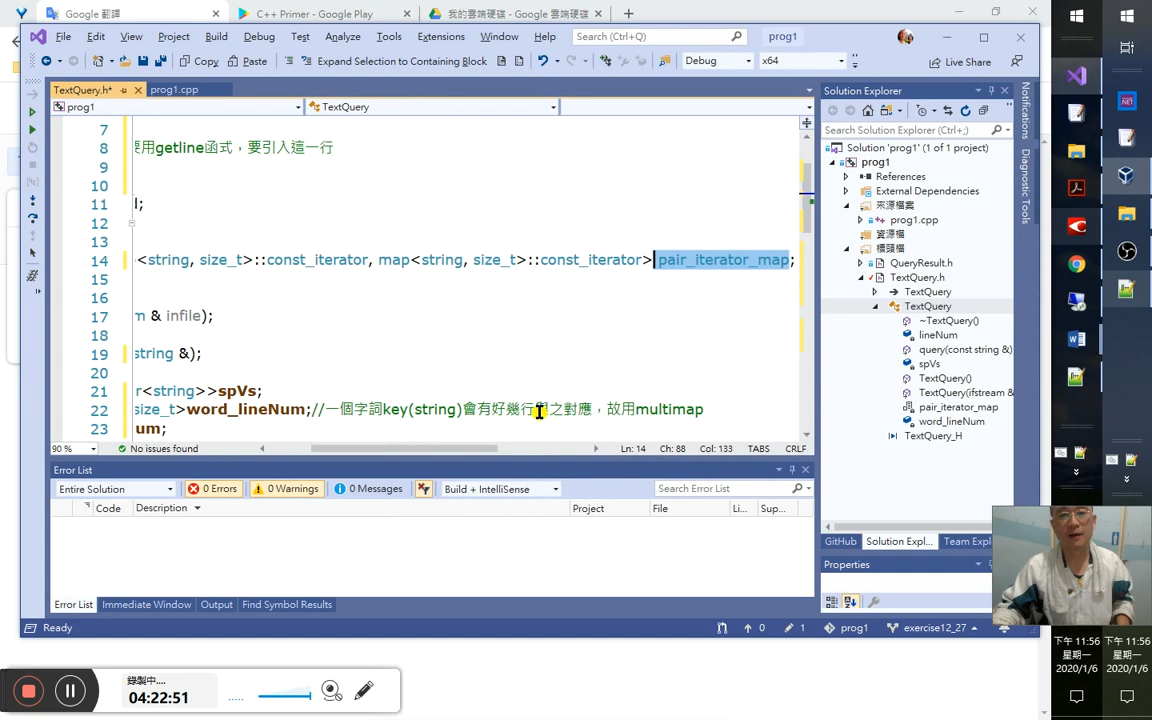 Google 翻譯
C++ Primer - Google Play
我的雲端硬碟 - Google 雲端硬碟
File Edit View Project Build Debug Test Analyze Tools Extensions Window Help
Search (Ctrl+Q)
prog1
Copy Paste Expand Selection to Containing Block Debug x64 Live Share
TextQuery.h* prog1.cpp
prog1 TextQuery
7
8 用getline函式，要引入這一行
9
10
11 ;
12
13
14 <string, size_t>::const_iterator, map<string, size_t>::const_iterator> pair_iterator_map;
15
16
17 m & infile);
18
19 string &);
20
21 r<string>>spVs;
22 size_t>word_lineNum;//一個字詞key(string)會有好幾行 之對應，故用multimap
23 um;
90 % No issues found Ln: 14 Ch: 88 Col: 133 TABS CRLF
Error List
Entire Solution 0 Errors 0 Warnings 0 Messages Build + IntelliSense Search Error List
Code Description Project File Li... Sup...
Error List Immediate Window Output Find Symbol Results
Ready 0 1 prog1 exercise12_27
Solution Explorer
Search Solution Explorer (Ctrl+;)
Solution 'prog1' (1 of 1 project)
prog1
References
External Dependencies
來源檔案
prog1.cpp
資源檔
標頭檔
QueryResult.h
TextQuery.h
TextQuery
TextQuery
~TextQuery()
lineNum
query(const string &)
TextQuery()
pair_iterator_map
word_lineNum
TextQuery_H
GitHub Solution Expl... Team Expl
Properties
Notifications
Diagnostic Tools
錄製中....
04:22:51
下午 11:56
星期一
2020/1/6
下午 11:56
星期一
2020/1/6